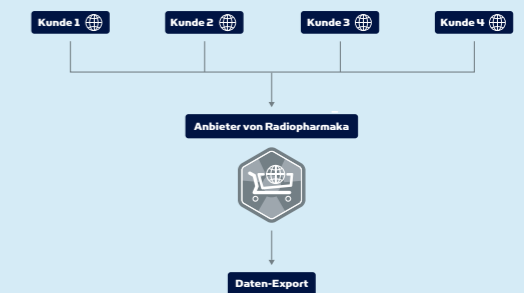 Kunde 1
Kunde 2
Kunde 3
Kunde 4
Anbieter von Radiopharmaka
Daten-Export